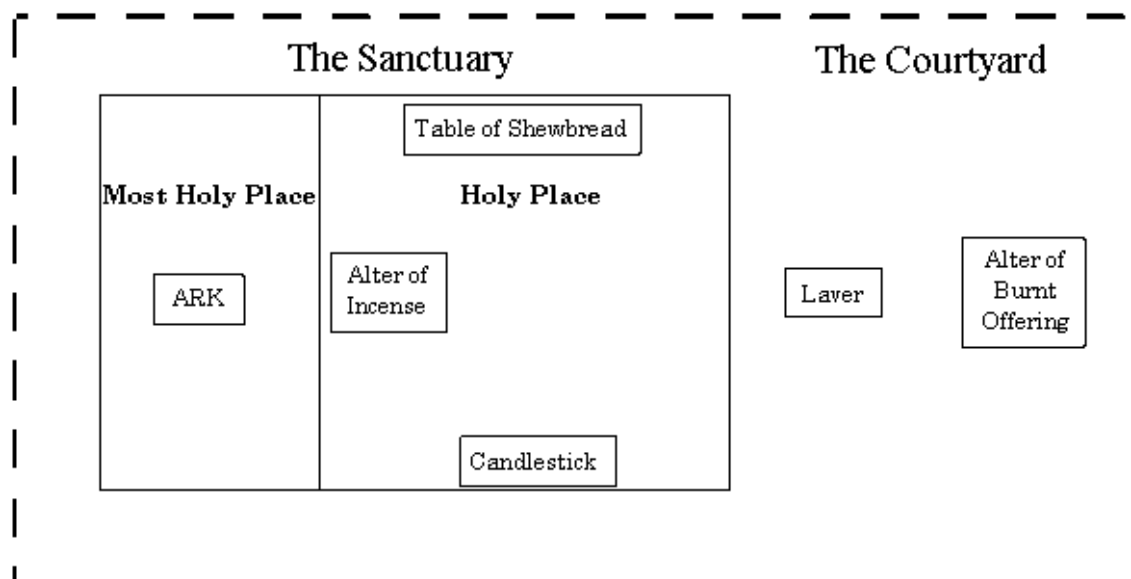 The Sanctuary
The Courtyard
Table of Shewbread
Most Holy Place
Holy Place
ARK
Alter of
Incense
Laver
Alter of
Burnt
Offering
Candlestick